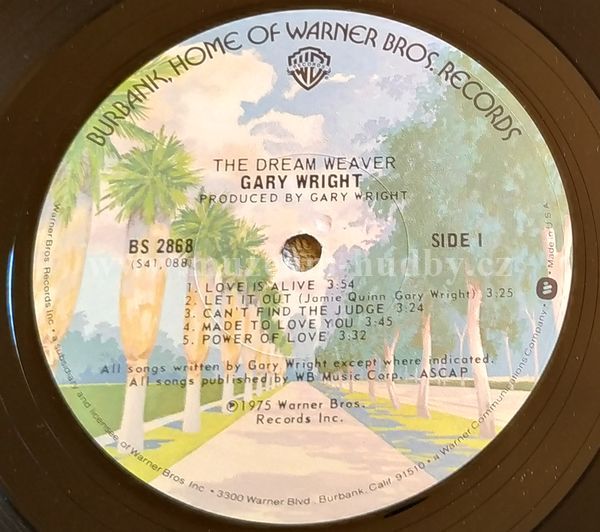 BURBANK, HOME OF WARNER BROS. RECORDS
WB
RECORDS
THE DREAM WEAVER
GARY WRIGHT
PRODUCED BY GARY WRIGHT
BS 2868
(S41,088)
SIDE 1
www.muzeum-hudby.cz
1. LOVE IS ALIVE 3:54
2. LET IT OUT (Jamie Quinn Gary Wright) 3:25
3. CAN'T FIND THE JUDGE 3:24
4. MADE TO LOVE YOU 3:45
5. POWER OF LOVE 3:32
All songs written by Gary Wright except where indicated.
All songs published by WB Music Corp. ASCAP
℗1975 Warner Bros.
Records Inc.
Warner Bros. Records Inc. • a subsidiary and licensee of Warner Bros Inc • 3300 Warner Blvd., Burbank, Calif. 91510 • a Warner Communications Company •
Made in U.S.A.